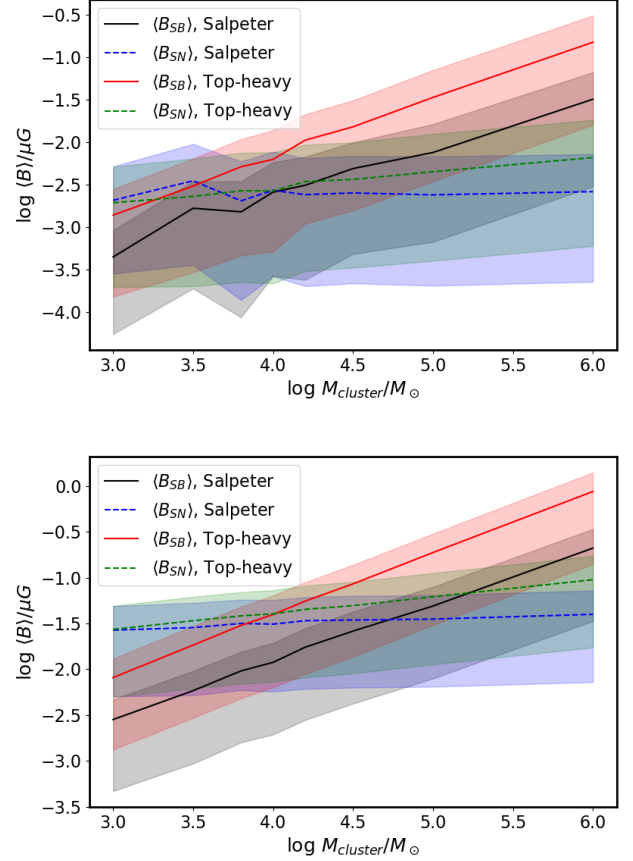 ⟨B_SB⟩, Salpeter
⟨B_SN⟩, Salpeter
⟨B_SB⟩, Top-heavy
⟨B_SN⟩, Top-heavy
−0.5
−1.0
−1.5
−2.0
−2.5
−3.0
−3.5
−4.0
log ⟨B⟩/μG
3.0 3.5 4.0 4.5 5.0 5.5 6.0
log M_cluster/M_⊙
⟨B_SB⟩, Salpeter
⟨B_SN⟩, Salpeter
⟨B_SB⟩, Top-heavy
⟨B_SN⟩, Top-heavy
0.0
−0.5
−1.0
−1.5
−2.0
−2.5
−3.0
−3.5
log ⟨B⟩/μG
3.0 3.5 4.0 4.5 5.0 5.5 6.0
log M_cluster/M_⊙